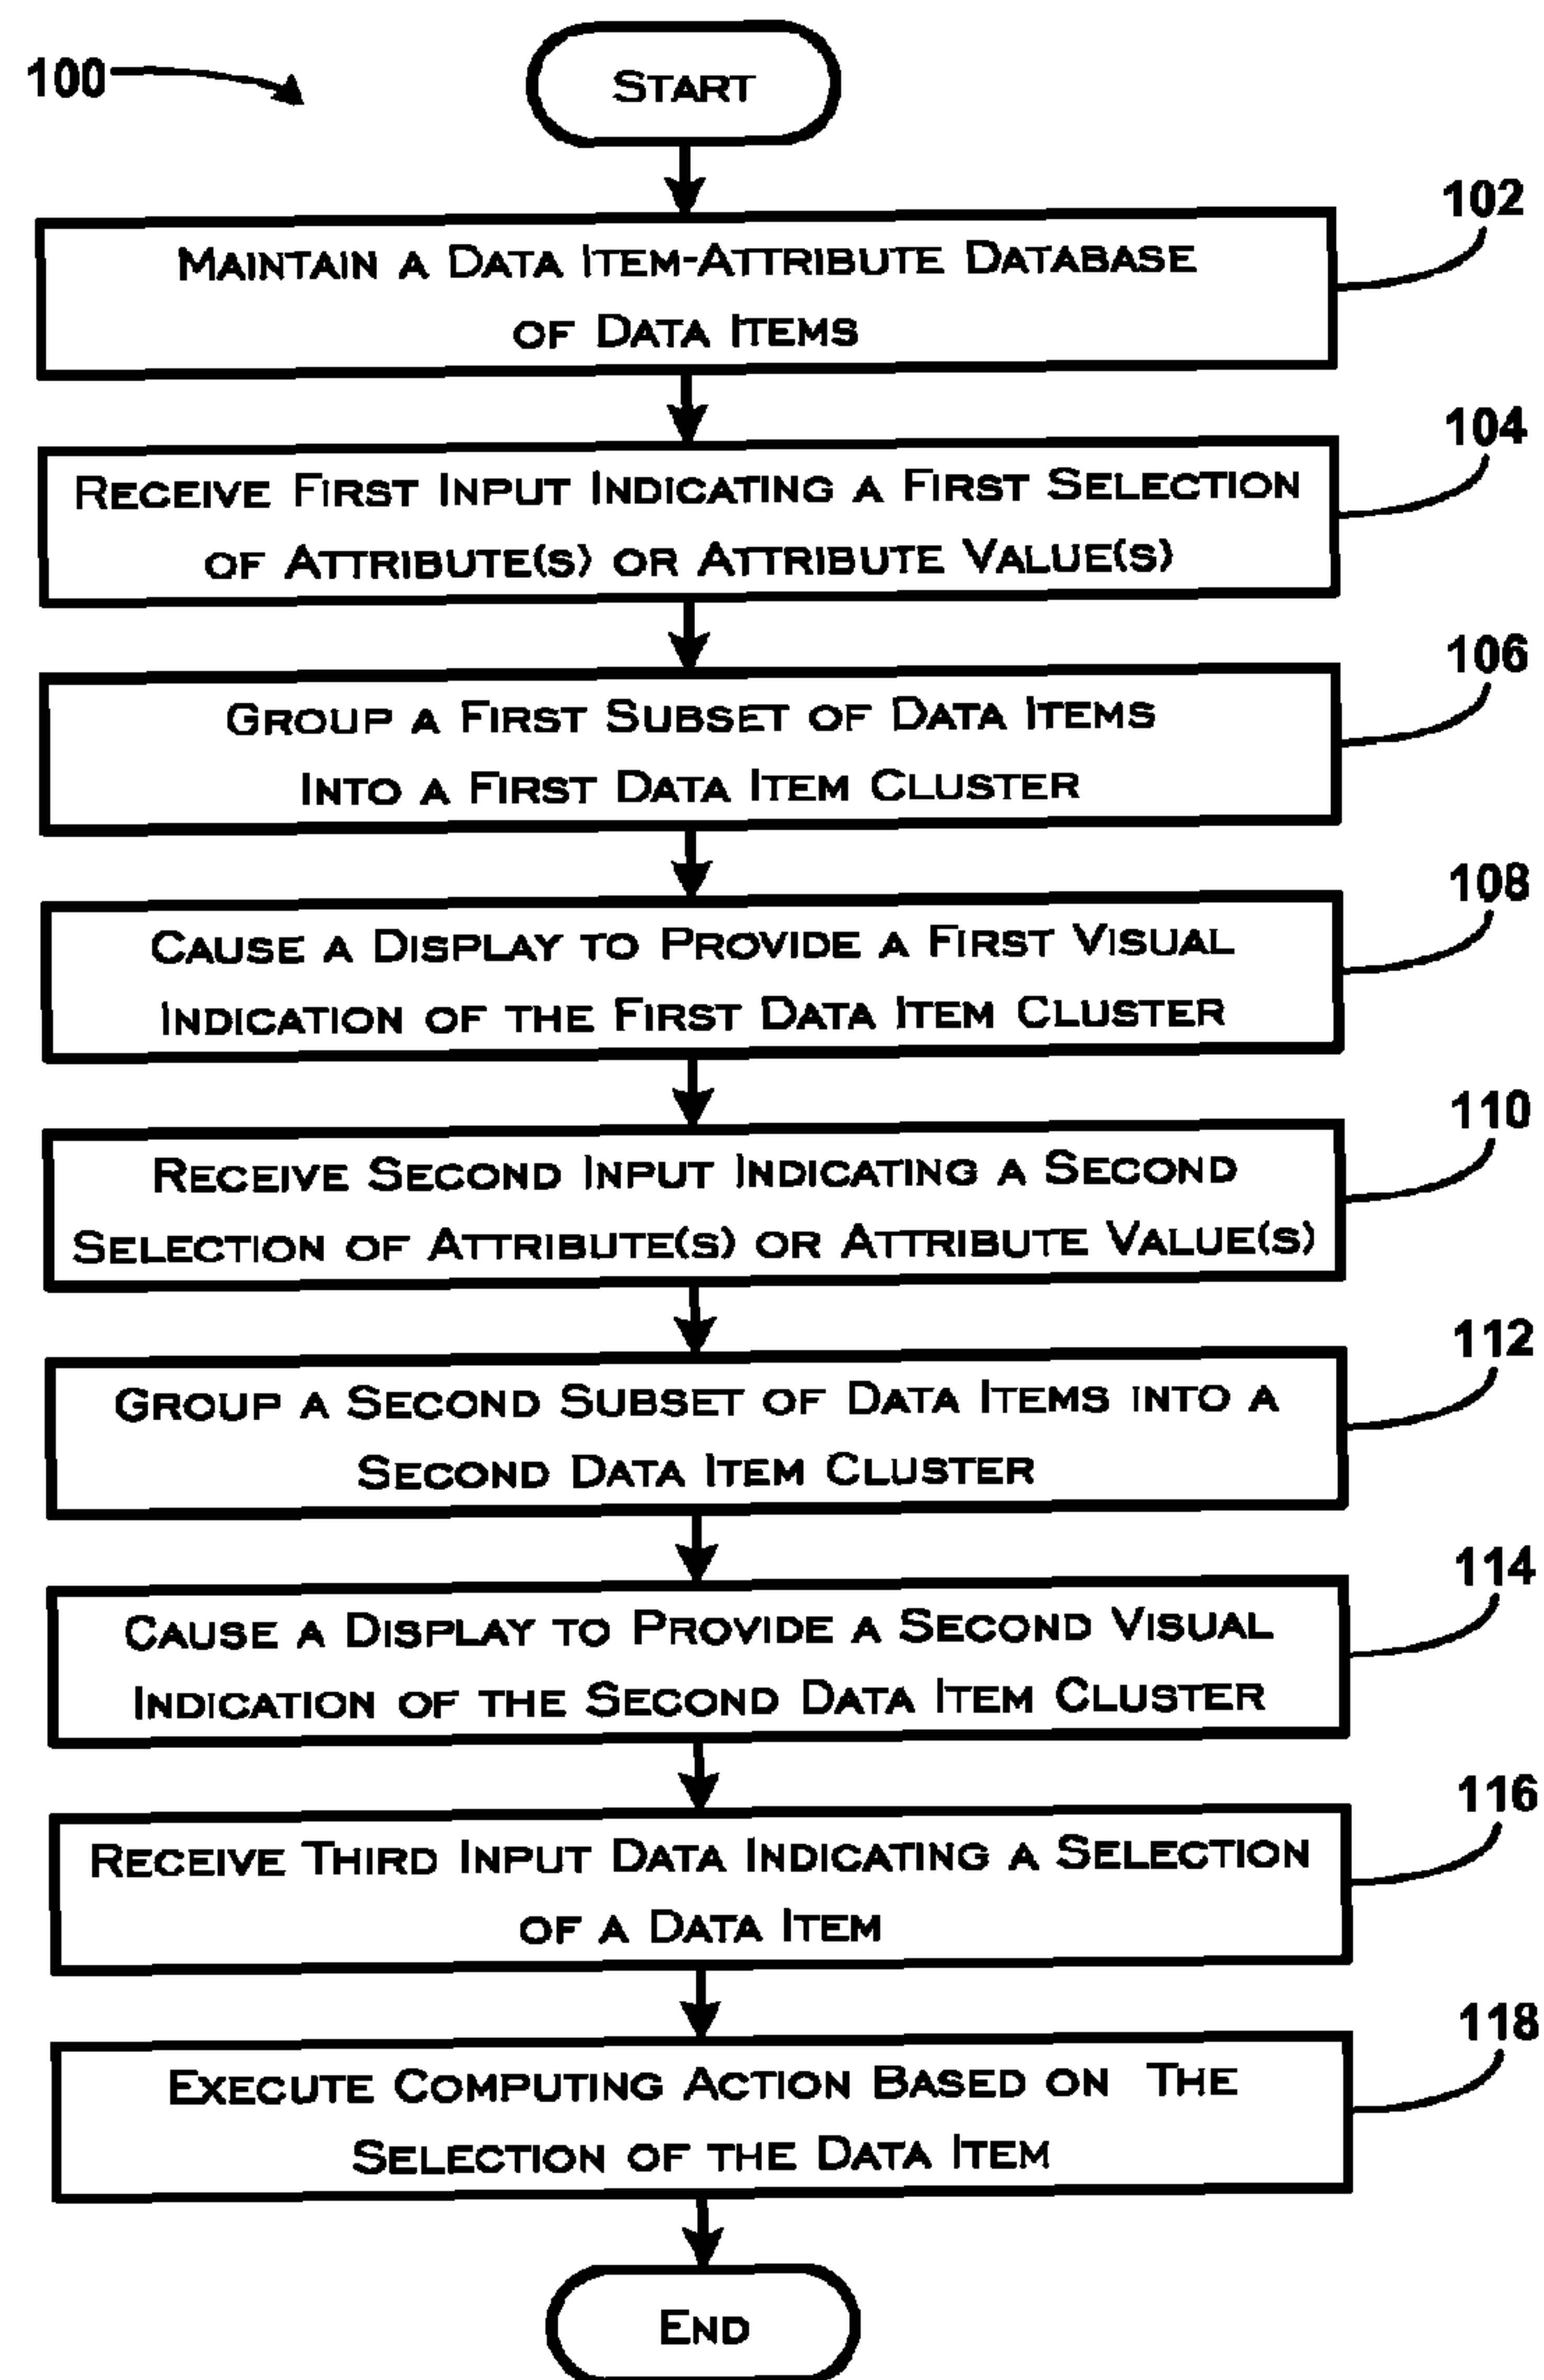 100
START
102
MAINTAIN A DATA ITEM-ATTRIBUTE DATABASE
OF DATA ITEMS
104
RECEIVE FIRST INPUT INDICATING A FIRST SELECTION
OF ATTRIBUTE(S) OR ATTRIBUTE VALUE(S)
106
GROUP A FIRST SUBSET OF DATA ITEMS
INTO A FIRST DATA ITEM CLUSTER
108
CAUSE A DISPLAY TO PROVIDE A FIRST VISUAL
INDICATION OF THE FIRST DATA ITEM CLUSTER
110
RECEIVE SECOND INPUT INDICATING A SECOND
SELECTION OF ATTRIBUTE(S) OR ATTRIBUTE VALUE(S)
112
GROUP A SECOND SUBSET OF DATA ITEMS INTO A
SECOND DATA ITEM CLUSTER
114
CAUSE A DISPLAY TO PROVIDE A SECOND VISUAL
INDICATION OF THE SECOND DATA ITEM CLUSTER
116
RECEIVE THIRD INPUT DATA INDICATING A SELECTION
OF A DATA ITEM
118
EXECUTE COMPUTING ACTION BASED ON THE
SELECTION OF THE DATA ITEM
END